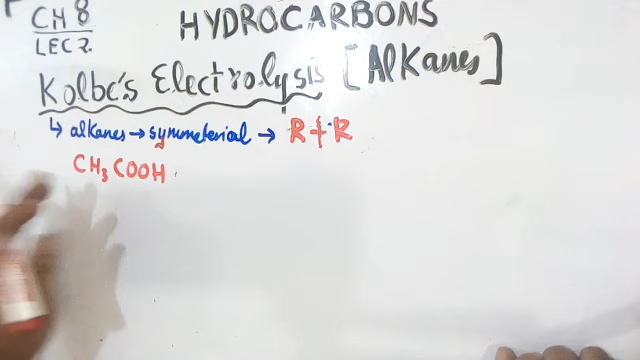 CH 8
LEC 2.
HYDROCARBONS
Kolbe's Electrolysis [Alkanes]
↳ alkanes → symmeterial → R + R
CH₃COOH